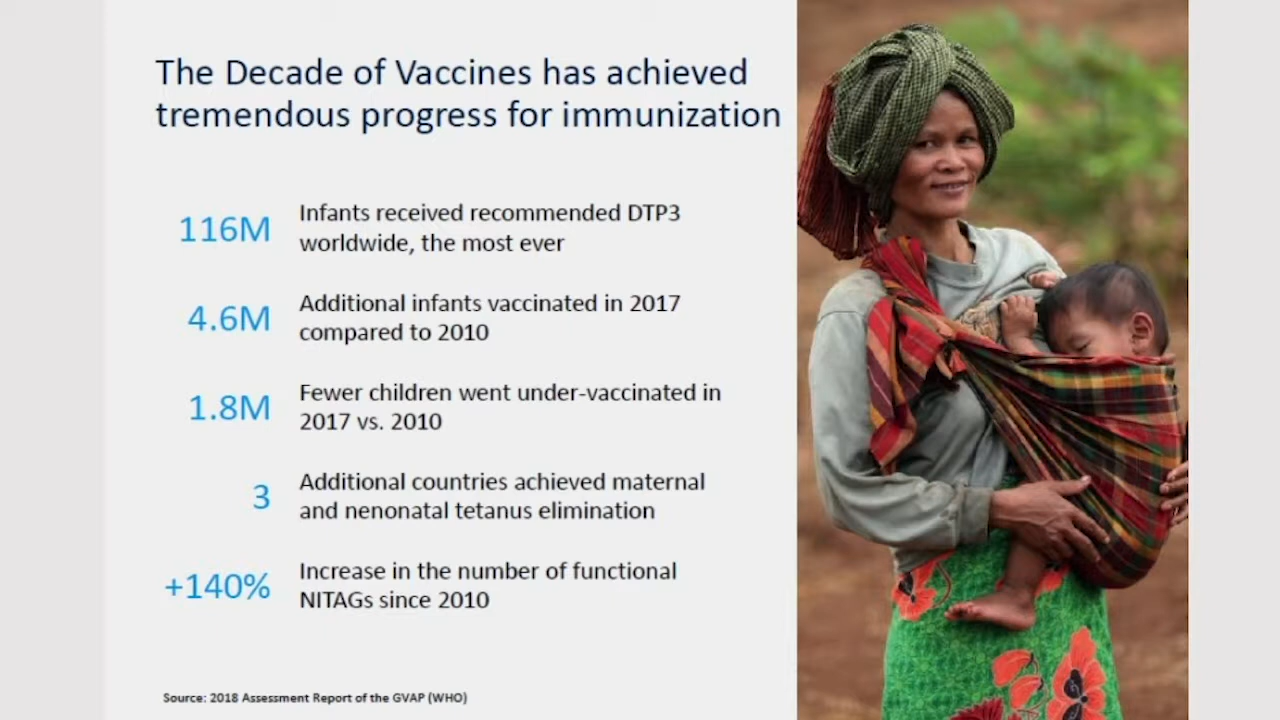 The Decade of Vaccines has achieved
tremendous progress for immunization
116M
Infants received recommended DTP3
worldwide, the most ever
4.6M
Additional infants vaccinated in 2017
compared to 2010
1.8M
Fewer children went under-vaccinated in
2017 vs. 2010
3
Additional countries achieved maternal
and nenonatal tetanus elimination
+140%
Increase in the number of functional
NITAGs since 2010
Source: 2018 Assessment Report of the GVAP (WHO)